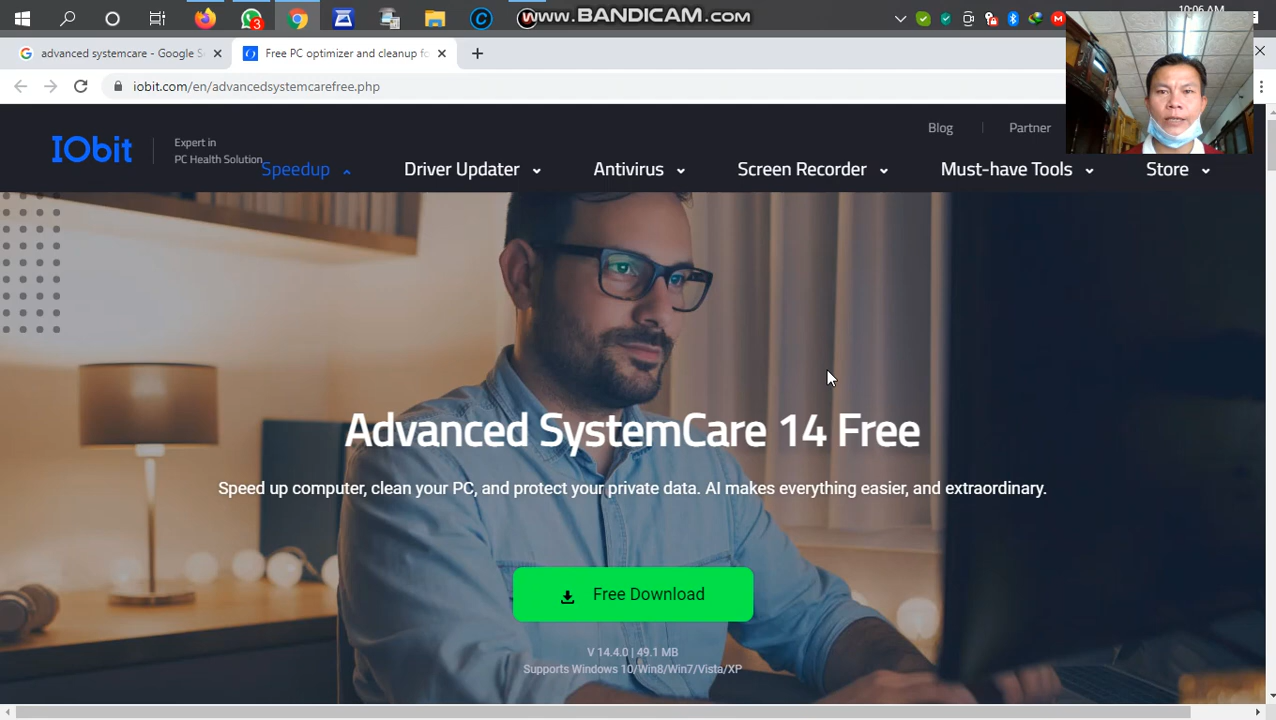 www.BANDICAM.com
10:06 AM
3
advanced systemcare - Google S
Free PC optimizer and cleanup fo
iobit.com/en/advancedsystemcarefree.php
Blog
Partner
IObit
Expert in
PC Health Solution
Speedup
Driver Updater
Antivirus
Screen Recorder
Must-have Tools
Store
Advanced SystemCare 14 Free
Speed up computer, clean your PC, and protect your private data. AI makes everything easier, and extraordinary.
Free Download
V 14.4.0 | 49.1 MB
Supports Windows 10/Win8/Win7/Vista/XP